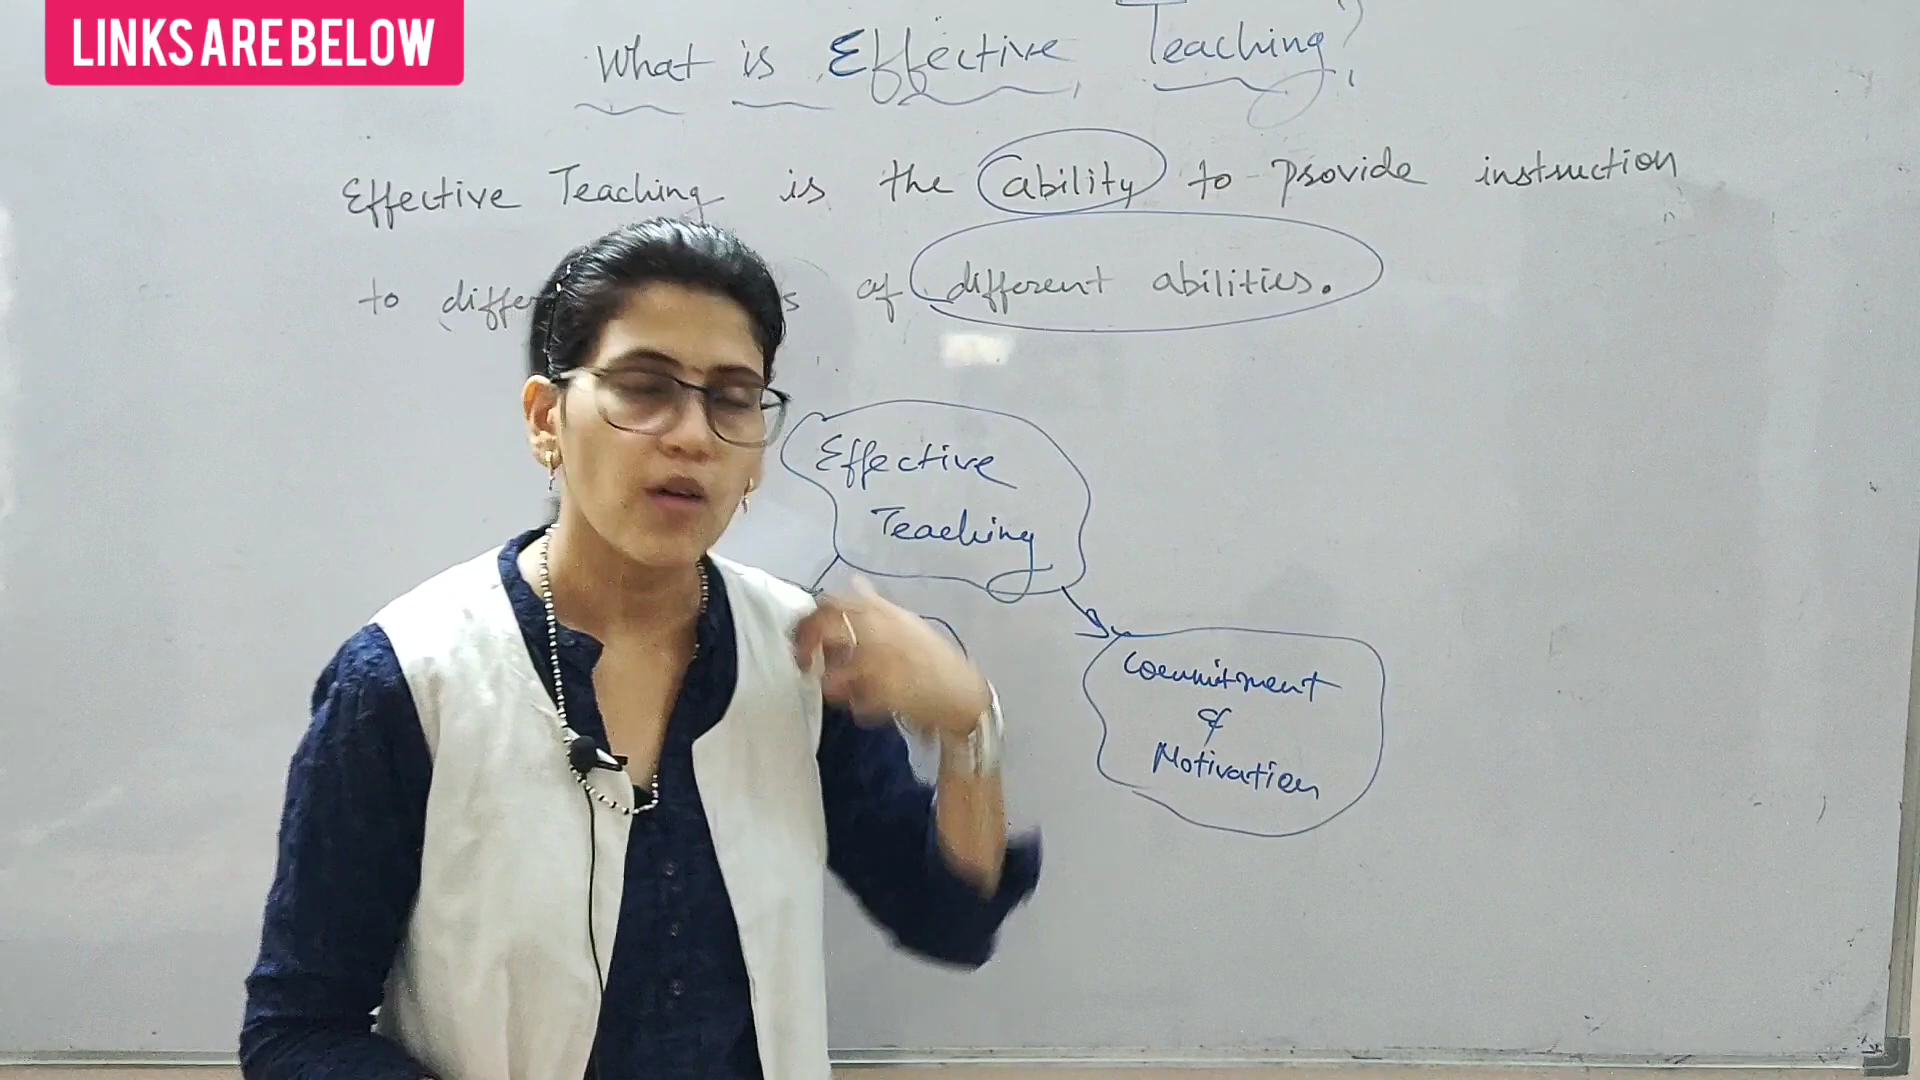 LINKS ARE BELOW
What is Effective Teaching?
Effective Teaching is the ability to provide instruction
to of different abilities.
Effective
Teaching
Commitment
&
Motivation